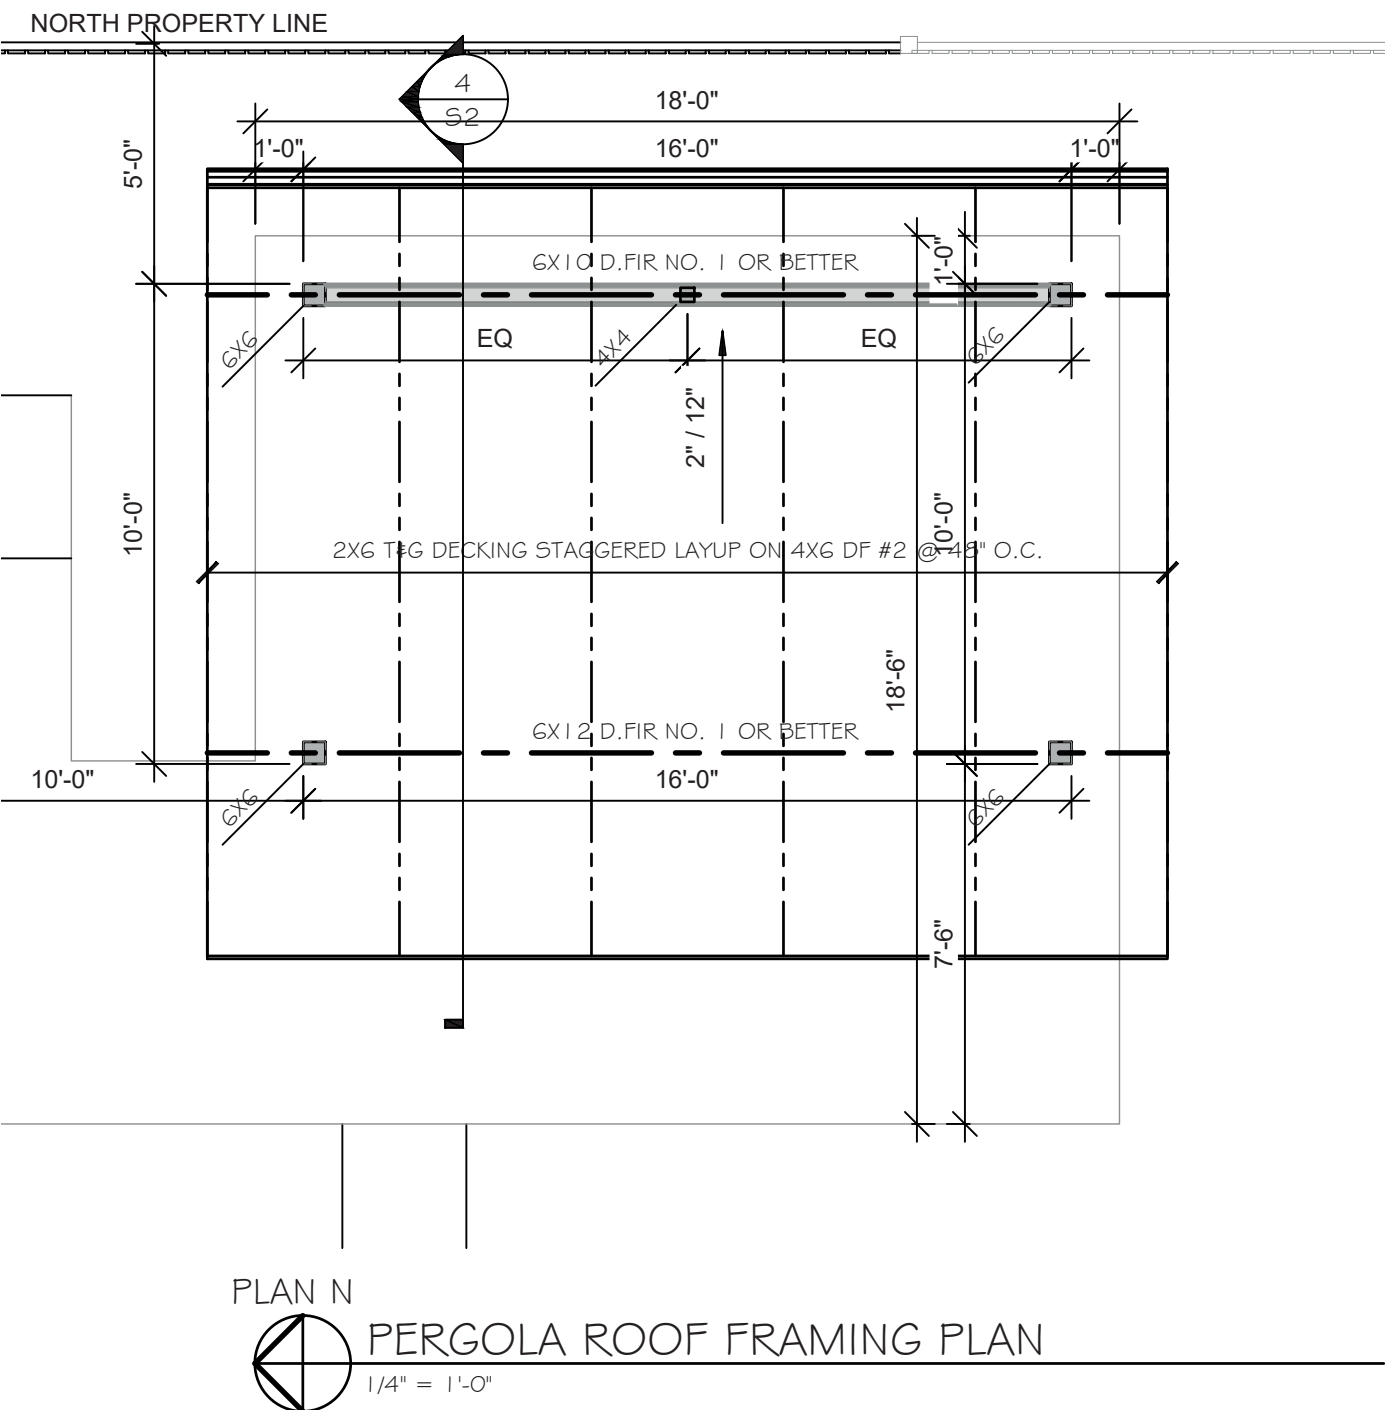 NORTH PROPERTY LINE
4
S2
18'-0"
1'-0"
16'-0"
1'-0"
5'-0"
1'-0"
6X10 D.FIR NO. 1 OR BETTER
6X6
EQ
4X4
EQ
6X6
2" / 12"
10'-0"
10'-0"
2X6 T&G DECKING STAGGERED LAYUP ON 4X6 DF #2 @ 48" O.C.
18'-6"
6X12 D.FIR NO. 1 OR BETTER
10'-0"
16'-0"
6X6
6X6
7'-6"
PLAN N
PERGOLA ROOF FRAMING PLAN
1/4" = 1'-0"